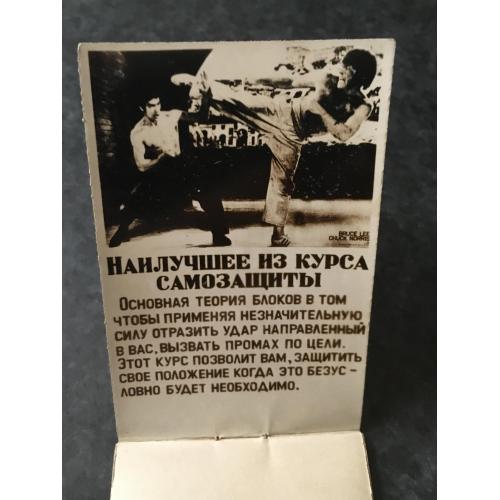 BRUCE LEE
CHUCK NORRIS
НАИЛУЧШЕЕ ИЗ КУРСА
САМОЗАЩИТЫ
ОСНОВНАЯ ТЕОРИЯ БЛОКОВ В ТОМ
ЧТОБЫ ПРИМЕНЯЯ НЕЗНАЧИТЕЛЬНУЮ
СИЛУ ОТРАЗИТЬ УДАР НАПРАВЛЕННЫЙ
В ВАС, ВЫЗВАТЬ ПРОМАХ ПО ЦЕЛИ.
ЭТОТ КУРС ПОЗВОЛИТ ВАМ, ЗАЩИТИТЬ
СВОЕ ПОЛОЖЕНИЕ КОГДА ЭТО БЕЗУС-
ЛОВНО БУДЕТ НЕОБХОДИМО.